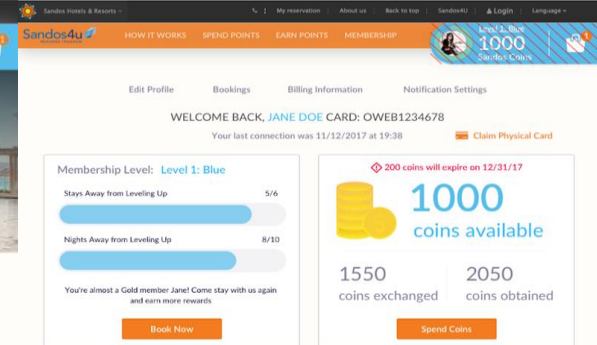 Sandos Hotels & Resorts
My reservation
About us
Back to top
Sandos4U
Login
Language
Sandos4u
HOW IT WORKS
SPEND POINTS
EARN POINTS
MEMBERSHIP
Level 1: Blue
1000
Sandos Coins
1
Edit Profile
Bookings
Billing Information
Notification Settings
WELCOME BACK, JANE DOE CARD: OWEB1234678
Your last connection was 11/12/2017 at 19:38
Claim Physical Card
Membership Level: Level 1: Blue
Stays Away from Leveling Up 5/6
Nights Away from Leveling Up 8/10
You're almost a Gold member Jane! Come stay with us again
and earn more rewards
Book Now
200 coins will expire on 12/31/17
1000
coins available
1550
coins exchanged
2050
coins obtained
Spend Coins